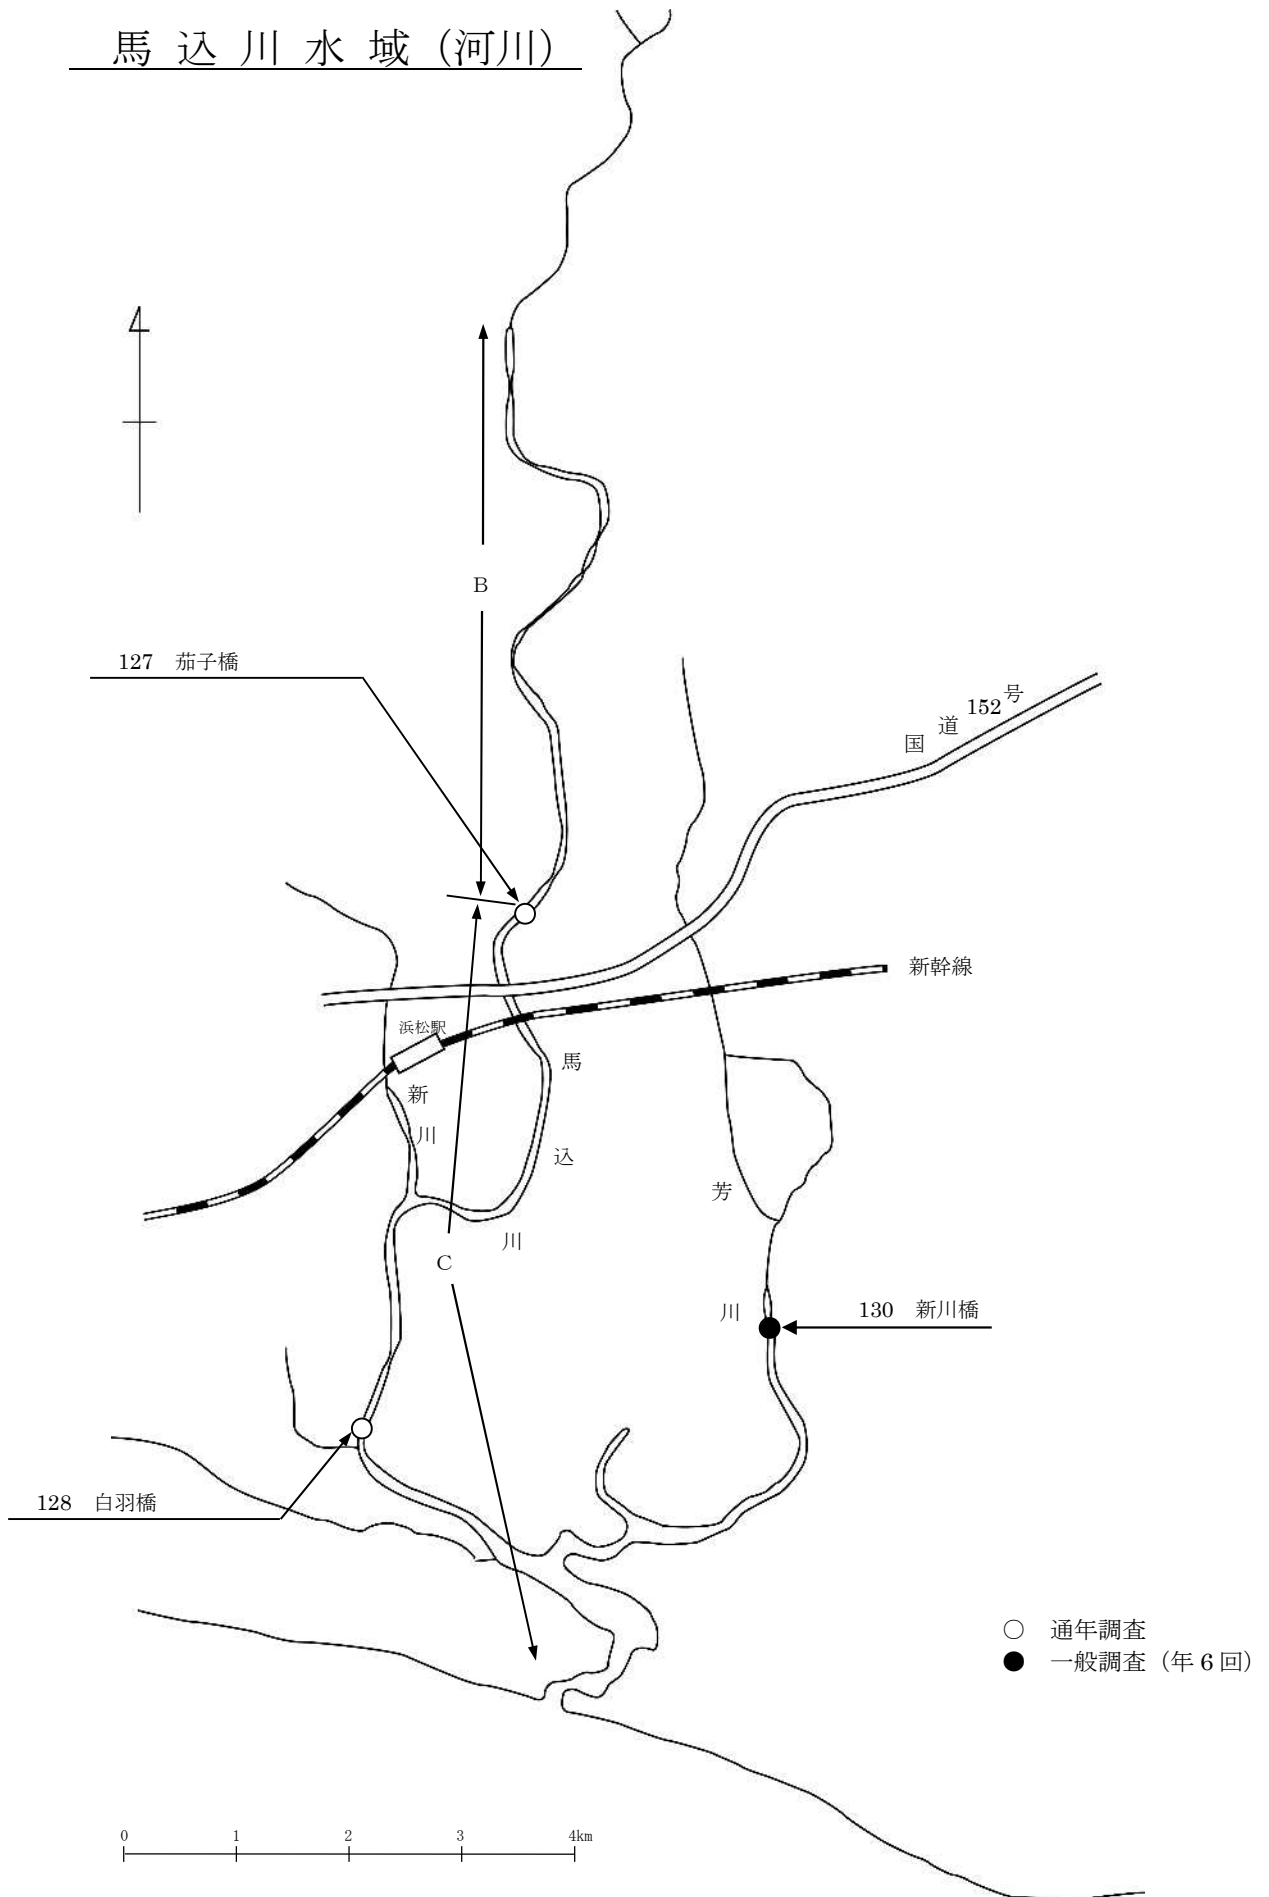 馬込川水域(河川)
B
127 茄子橋
国道152号
新幹線
浜松駅
新川
馬込川
芳川
C
130 新川橋
128 白羽橋
○ 通年調査
● 一般調査(年6回)
0 1 2 3 4km